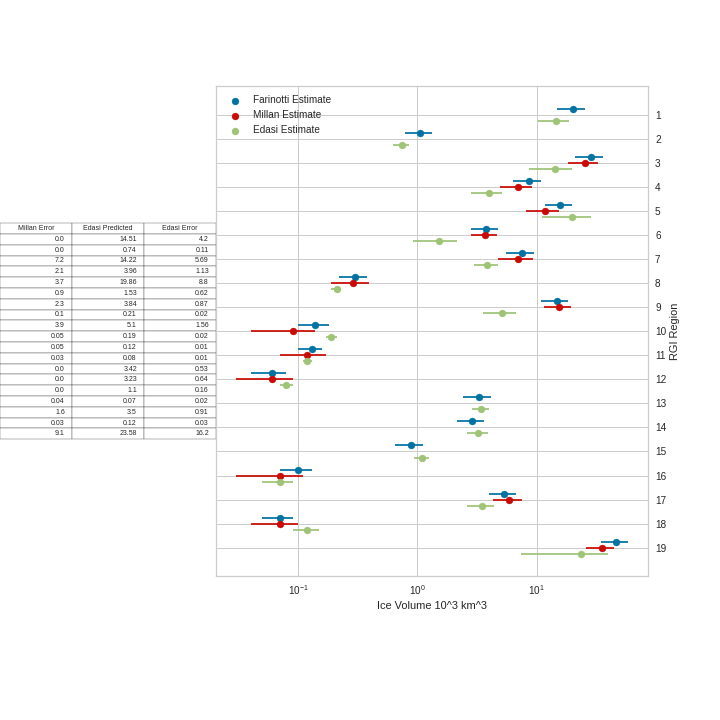 Farinotti Estimate
Millan Estimate
Edasi Estimate
Millan Error Edasi Predicted Edasi Error
0.0 14.51 4.2
0.0 0.74 0.11
7.2 14.22 5.69
2.1 3.96 1.13
3.7 19.86 8.8
0.9 1.53 0.62
2.3 3.84 0.87
0.1 0.21 0.02
3.9 5.1 1.56
0.05 0.19 0.02
0.05 0.12 0.01
0.03 0.08 0.01
0.0 3.42 0.53
0.0 3.23 0.64
0.0 1.1 0.16
0.04 0.07 0.02
1.6 3.5 0.91
0.03 0.12 0.03
9.1 23.58 16.2
1
2
3
4
5
6
7
8
9
10
11
12
13
14
15
16
17
18
19
RGI Region
10⁻¹ 10⁰ 10¹
Ice Volume 10^3 km^3